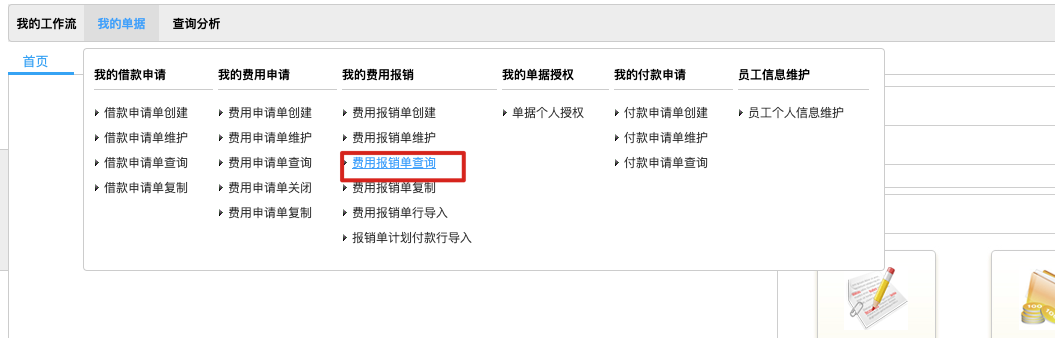 我的工作流 我的单据 查询分析
首页
我的借款申请 我的费用申请 我的费用报销 我的单据授权 我的付款申请 员工信息维护
借款申请单创建 费用申请单创建 费用报销单创建 单据个人授权 付款申请单创建 员工个人信息维护
借款申请单维护 费用申请单维护 费用报销单维护 付款申请单维护
借款申请单查询 费用申请单查询 费用报销单查询 付款申请单查询
借款申请单复制 费用申请单关闭 费用报销单复制
费用申请单复制 费用报销单行导入
报销单计划付款行导入